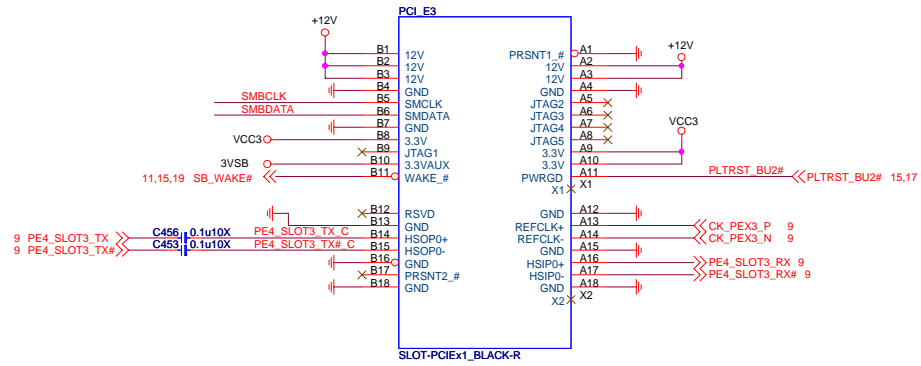 PCI_E3
+12V
+12V
B1 12V
B2 12V
B3 12V
B4 GND
SMBCLK B5 SMCLK
SMBDATA B6 SMDATA
B7 GND
VCC3 B8 3.3V
B9 JTAG1
3VSB B10 3.3VAUX
11,15,19 SB_WAKE# B11 WAKE_#
B12 RSVD
B13 GND
9 PE4_SLOT3_TX C456 0.1u10X PE4_SLOT3_TX_C B14 HSOP0+
9 PE4_SLOT3_TX# C453 0.1u10X PE4_SLOT3_TX#_C B15 HSOP0-
B16 GND
B17 PRSNT2_#
B18 GND
PRSNT1_# A1
12V A2
12V A3
GND A4
JTAG2 A5
JTAG3 A6
JTAG4 A7
JTAG5 A8
VCC3
3.3V A9
3.3V A10
PWRGD A11 PLTRST_BU2# PLTRST_BU2# 15,17
X1 X1
GND A12
REFCLK+ A13 CK_PEX3_P 9
REFCLK- A14 CK_PEX3_N 9
GND A15
HSIP0+ A16 PE4_SLOT3_RX 9
HSIP0- A17 PE4_SLOT3_RX# 9
GND A18
X2 X2
SLOT-PCIEx1_BLACK-R